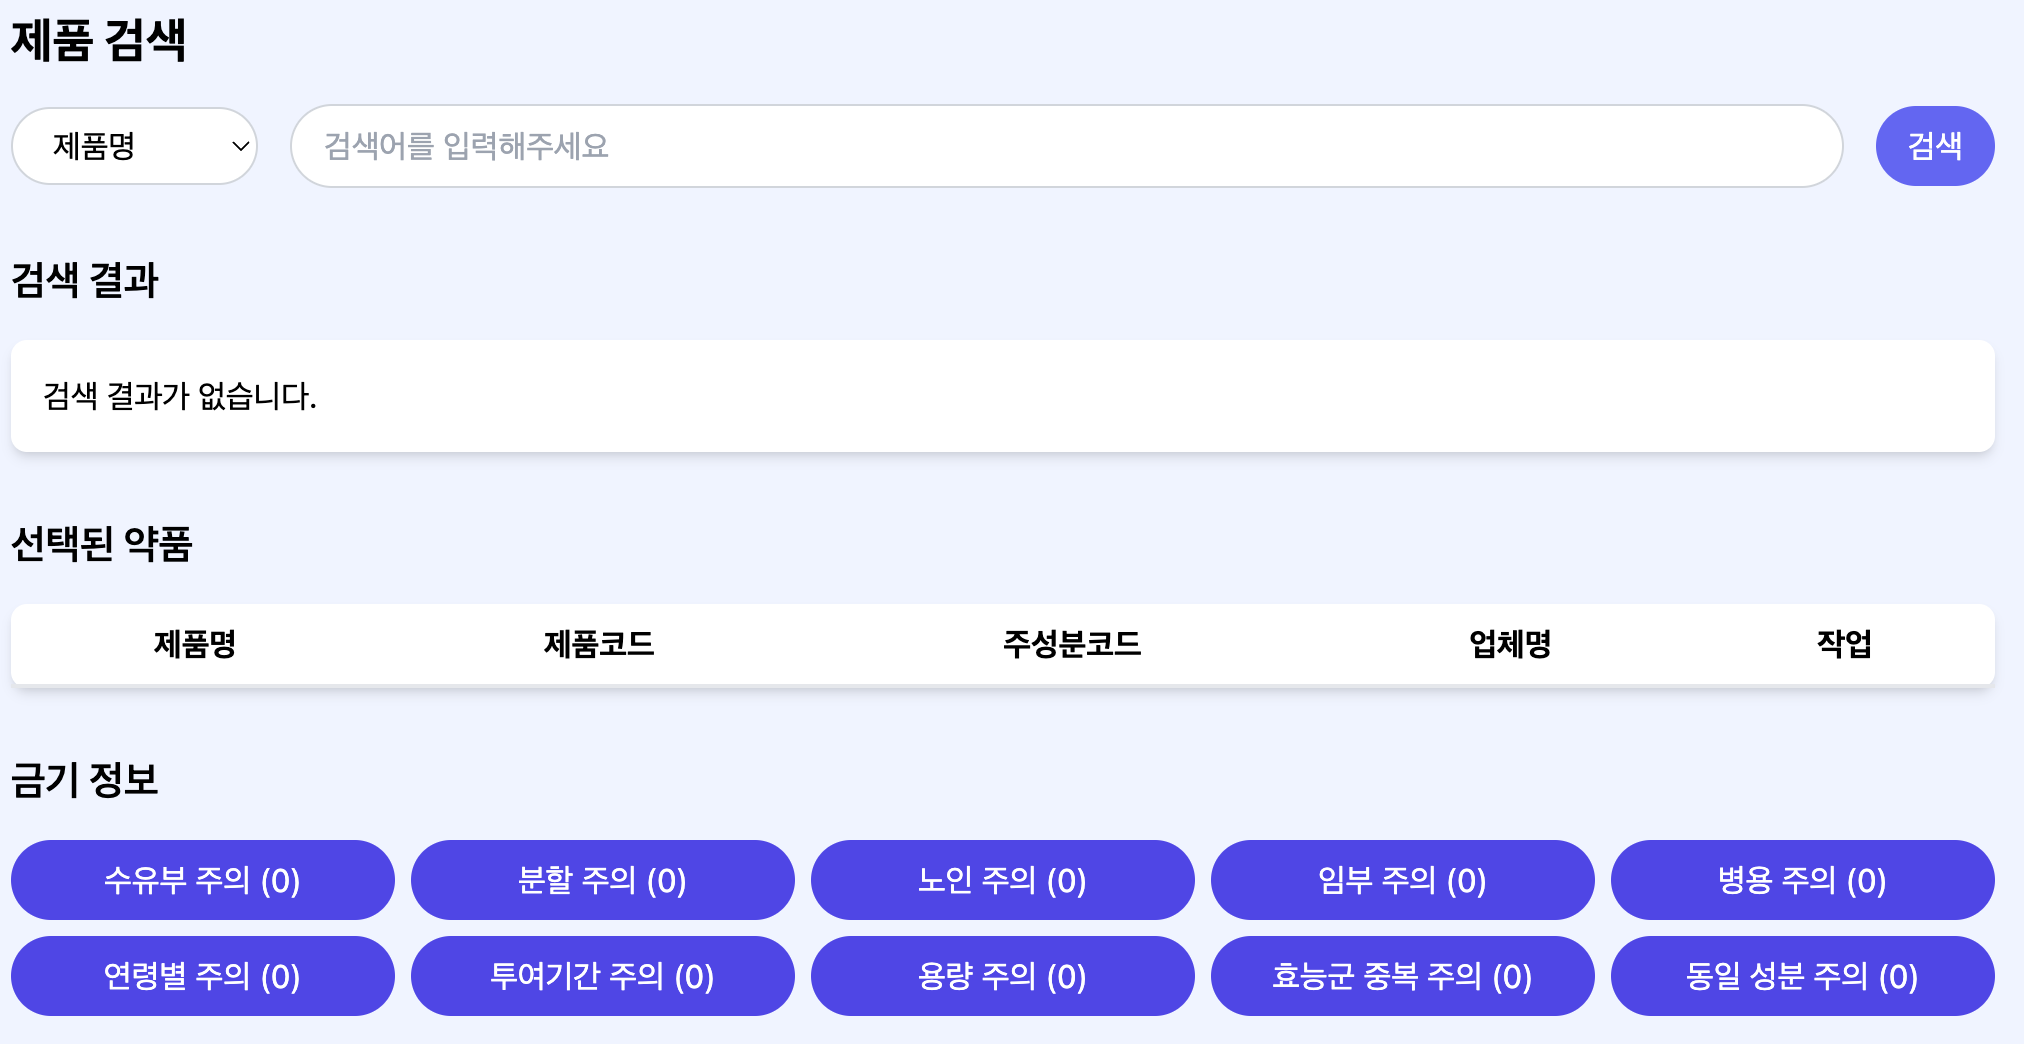 제품 검색
제품명 검색어를 입력해주세요 검색
검색 결과
검색 결과가 없습니다.
선택된 약품
제품명 제품코드 주성분코드 업체명 작업
금기 정보
수유부 주의 (0) 분할 주의 (0) 노인 주의 (0) 임부 주의 (0) 병용 주의 (0)
연령별 주의 (0) 투여기간 주의 (0) 용량 주의 (0) 효능군 중복 주의 (0) 동일 성분 주의 (0)